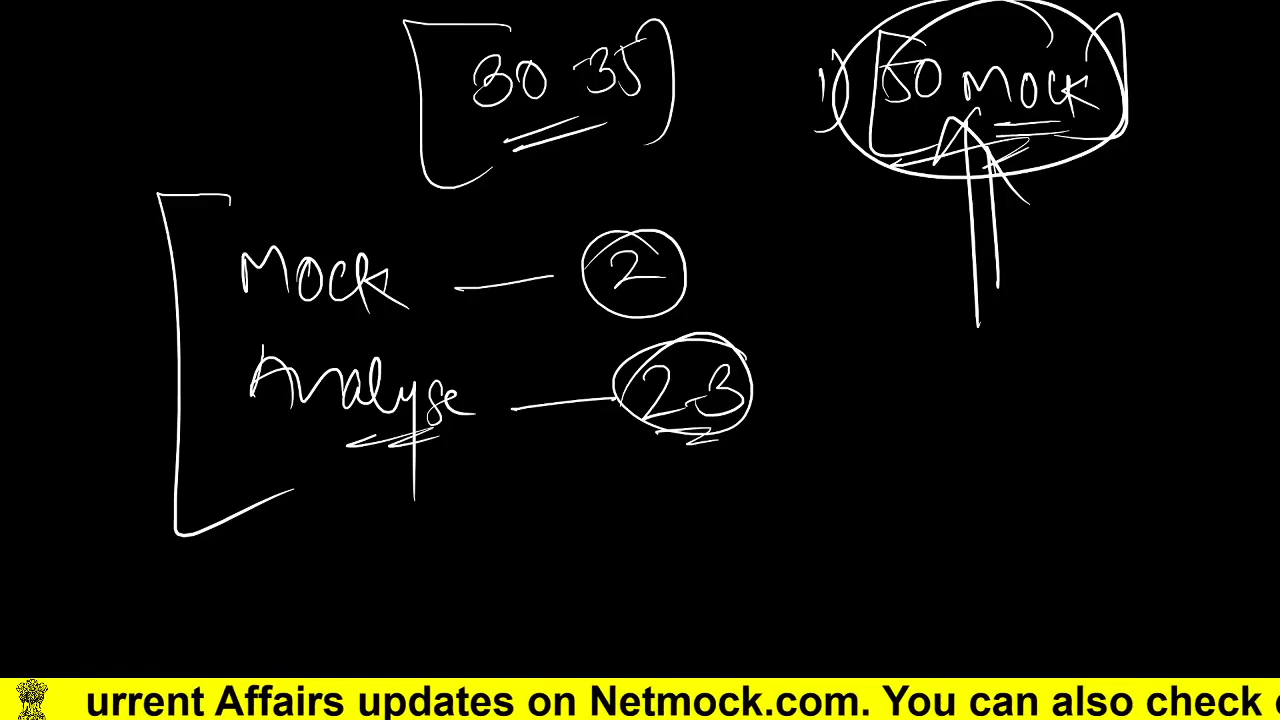 30-35
1) 50 Mock
Mock — 2
Analyse — 2-3
urrent Affairs updates on Netmock.com. You can also check o